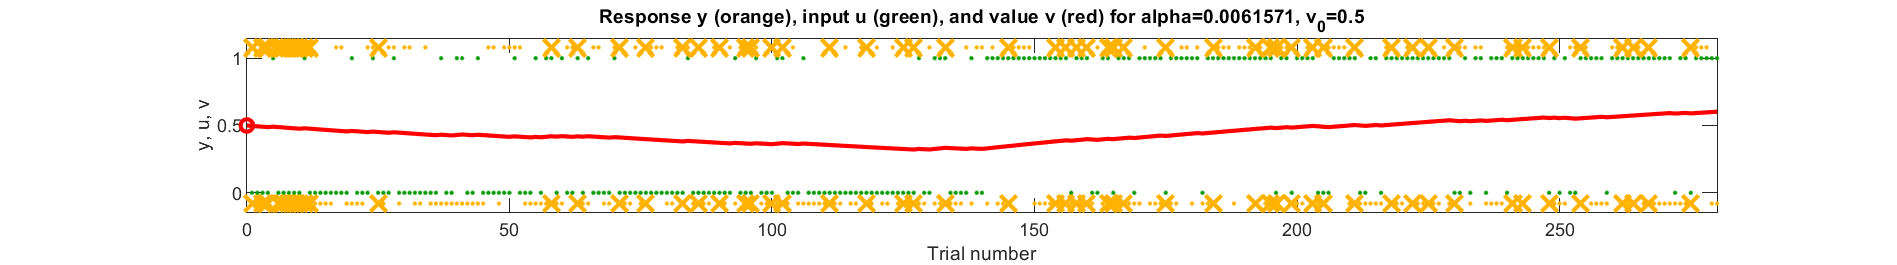 Response y (orange), input u (green), and value v (red) for alpha=0.0061571, v0=0.5
y, u, v
1
0.5
0
0 50 100 150 200 250
Trial number